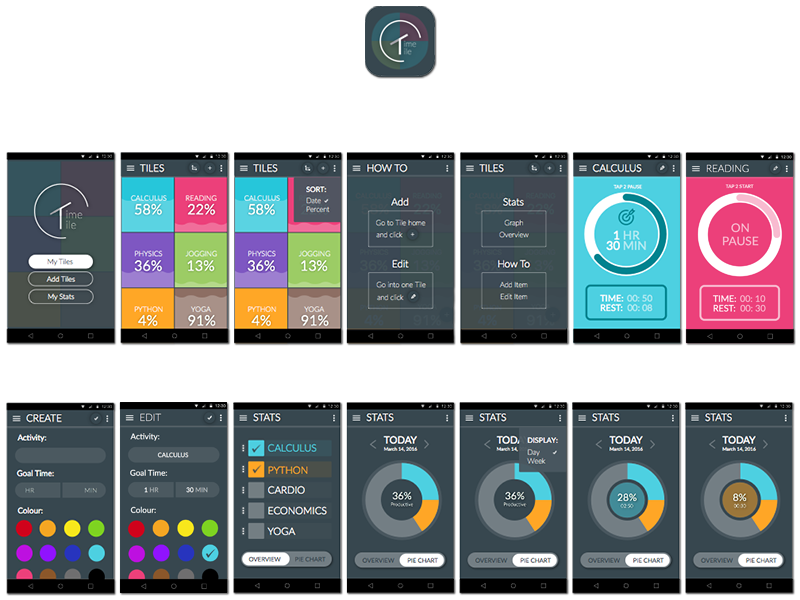 Time
Tile
12:30
Time
Tile
My Tiles
Add Tiles
My Stats
12:30
TILES
CALCULUS
58%
READING
22%
PHYSICS
36%
JOGGING
13%
PYTHON
4%
YOGA
91%
12:30
TILES
CALCULUS
58%
SORT:
Date ✓
Percent
PHYSICS
36%
JOGGING
13%
PYTHON
4%
YOGA
91%
12:30
HOW TO
Add
Go to Tile home
and click +
Edit
Go into one Tile
and click
12:30
TILES
Stats
Graph
Overview
How To
Add Item
Edit Item
12:30
CALCULUS
TAP 2 PAUSE
1 HR
30 MIN
TIME: 00: 50
REST: 00: 08
12:30
READING
TAP 2 START
ON
PAUSE
TIME: 00: 10
REST: 00: 30
12:30
CREATE
Activity:
Goal Time:
HR MIN
Colour:
12:30
EDIT
Activity:
CALCULUS
Goal Time:
1 HR 30 MIN
Colour:
12:30
STATS
CALCULUS
PYTHON
CARDIO
ECONOMICS
YOGA
OVERVIEW PIE CHART
12:30
STATS
TODAY
March 14, 2016
36%
Productive
OVERVIEW PIE CHART
12:30
STATS
DISPLAY:
Day ✓
Week
36%
Productive
OVERVIEW PIE CHART
12:30
STATS
TODAY
March 14, 2016
28%
02:30
OVERVIEW PIE CHART
12:30
STATS
TODAY
March 14, 2016
8%
00:30
OVERVIEW PIE CHART